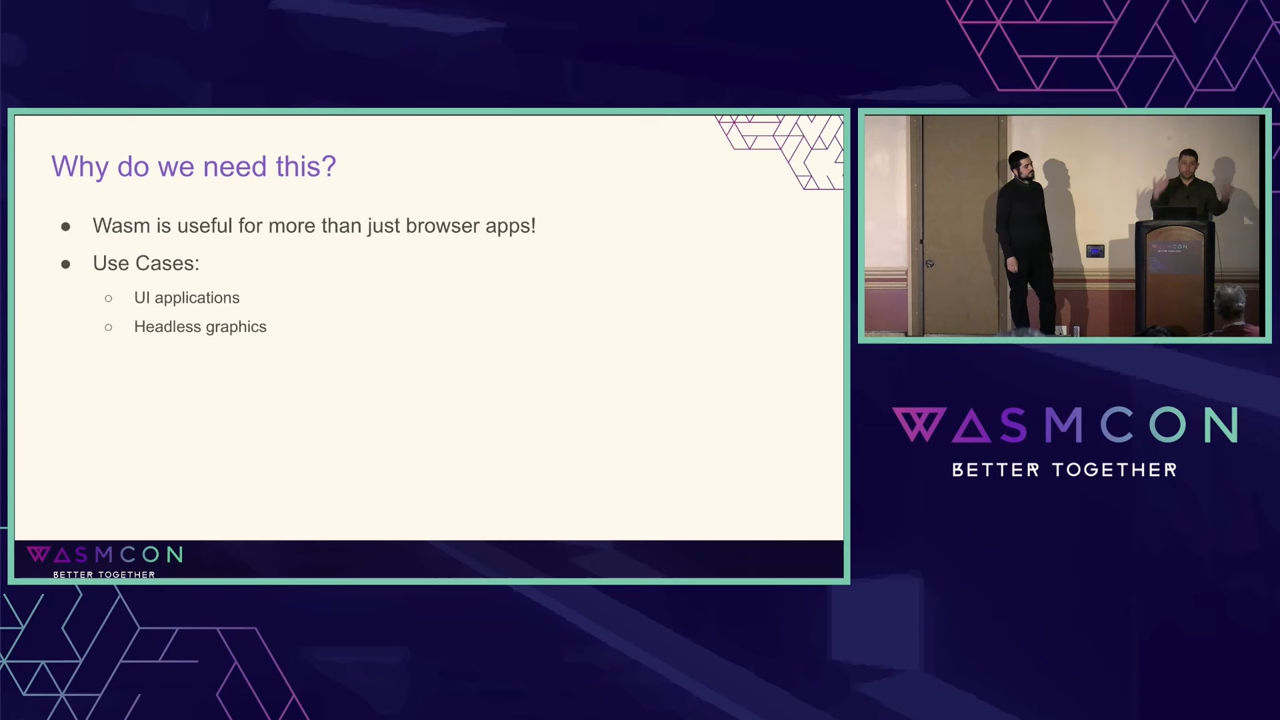 Why do we need this?
● Wasm is useful for more than just browser apps!
● Use Cases:
○ UI applications
○ Headless graphics
WASMCON
BETTER TOGETHER
WASMCON
WASMCON
BETTER TOGETHER